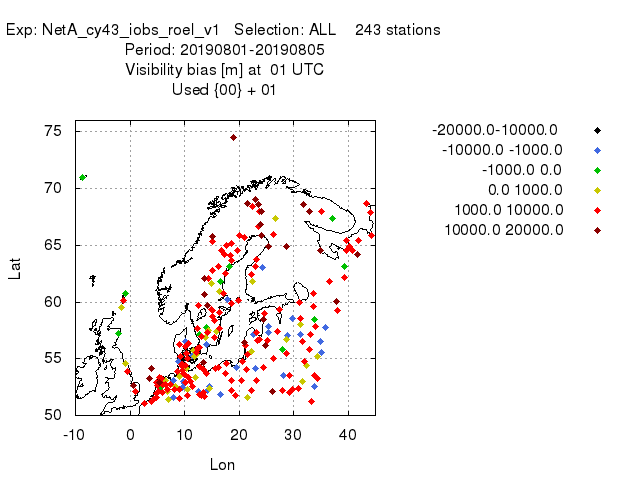 Exp: NetA_cy43_iobs_roel_v1 Selection: ALL 243 stations
Period: 20190801-20190805
Visibility bias [m] at 01 UTC
Used {00} + 01
-20000.0-10000.0
-10000.0 -1000.0
-1000.0 0.0
0.0 1000.0
1000.0 10000.0
10000.0 20000.0
75
70
65
60
55
50
Lat
-10 0 10 20 30 40
Lon